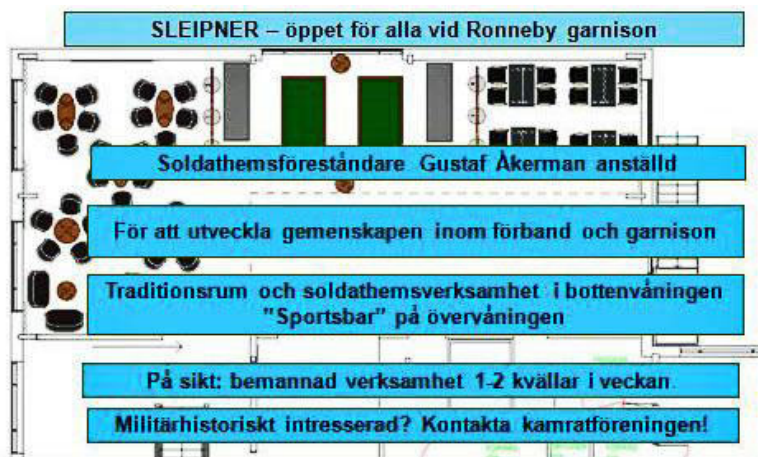 SLEIPNER – öppet för alla vid Ronneby garnison
Soldathemsföreståndare Gustaf Åkerman anställd
För att utveckla gemenskapen inom förband och garnison
Traditionsrum och soldathemsverksamhet i bottenvåningen
”Sportsbar” på övervåningen
På sikt: bemannad verksamhet 1-2 kvällar i veckan
Militärhistoriskt intresserad? Kontakta kamratföreningen!